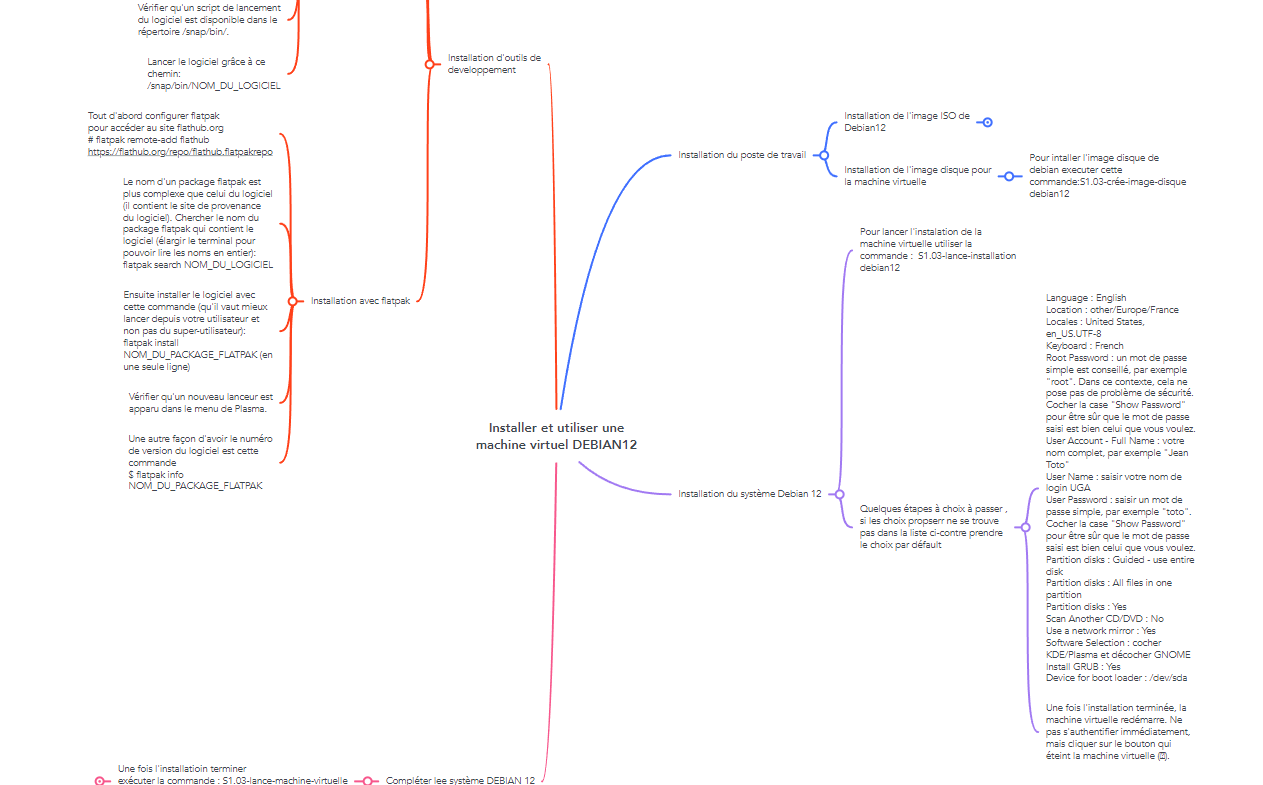 Vérifier qu'un script de lancement
du logiciel est disponible dans le
répertoire /snap/bin/.
Lancer le logiciel grâce à ce
chemin:
/snap/bin/NOM_DU_LOGICIEL
Installation d'outils de
developpement
Tout d'abord configurer flatpak
pour accéder au site flathub.org
# flatpak remote-add flathub
https://flathub.org/repo/flathub.flatpakrepo
Le nom d'un package flatpak est
plus complexe que celui du logiciel
(il contient le site de provenance
du logiciel). Chercher le nom du
package flatpak qui contient le
logiciel (élargir le terminal pour
pouvoir lire les noms en entier):
flatpak search NOM_DU_LOGICIEL
Ensuite installer le logiciel avec
cette commande (qu'il vaut mieux
lancer depuis votre utilisateur et
non pas du super-utilisateur):
flatpak install
NOM_DU_PACKAGE_FLATPAK (en
une seule ligne)
Installation avec flatpak
Vérifier qu'un nouveau lanceur est
apparu dans le menu de Plasma.
Une autre façon d'avoir le numéro
de version du logiciel est cette
commande
$ flatpak info
NOM_DU_PACKAGE_FLATPAK
Installer et utiliser une
machine virtuel DEBIAN12
Installation du poste de travail
Installation de l'image ISO de
Debian12
Installation de l'image disque pour
la machine virtuelle
Pour intaller l'image disque de
debian executer cette
commande:S1.03-crée-image-disque
debian12
Installation du système Debian 12
Pour lancer l'instalation de la
machine virtuelle utiliser la
commande :  S1.03-lance-installation
debian12
Quelques étapes à choix à passer ,
si les choix propserr ne se trouve
pas dans la liste ci-contre prendre
le choix par défault
Language : English
Location : other/Europe/France
Locales : United States,
en_US.UTF-8
Keyboard : French
Root Password : un mot de passe
simple est conseillé, par exemple
"root". Dans ce contexte, cela ne
pose pas de problème de sécurité.
Cocher la case "Show Password"
pour être sûr que le mot de passe
saisi est bien celui que vous voulez.
User Account - Full Name : votre
nom complet, par exemple "Jean
Toto"
User Name : saisir votre nom de
login UGA
User Password : saisir un mot de
passe simple, par exemple "toto".
Cocher la case "Show Password"
pour être sûr que le mot de passe
saisi est bien celui que vous voulez.
Partition disks : Guided - use entire
disk
Partition disks : All files in one
partition
Partition disks : Yes
Scan Another CD/DVD : No
Use a network mirror : Yes
Software Selection : cocher
KDE/Plasma et décocher GNOME
Install GRUB : Yes
Device for boot loader : /dev/sda
Une fois l'installation terminée, la
machine virtuelle redémarre. Ne
pas s'authentifier immédiatement,
mais cliquer sur le bouton qui
éteint la machine virtuelle ().
Une fois l'installatioin terminer
exécuter la commande : S1.03-lance-machine-virtuelle
Compléter lee système DEBIAN 12